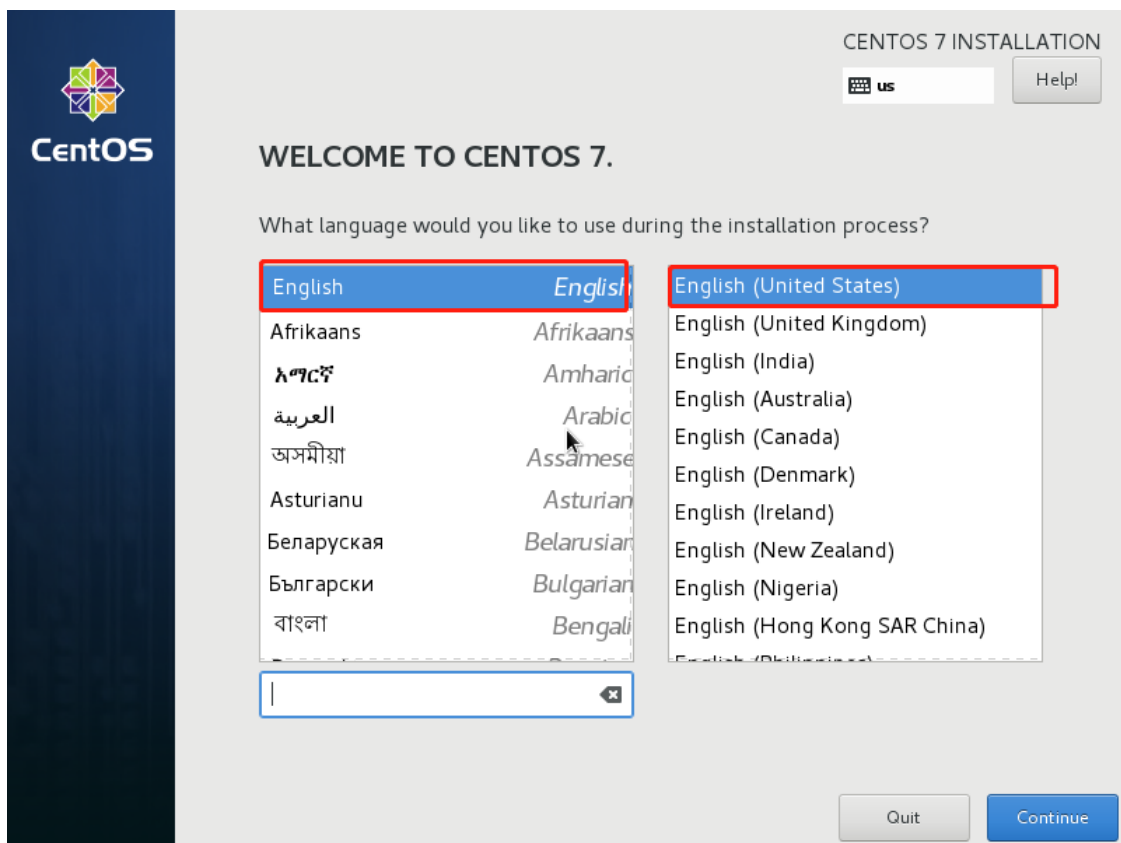 CENTOS 7 INSTALLATION
us
Help!
CentOS
WELCOME TO CENTOS 7.
What language would you like to use during the installation process?
English English
Afrikaans Afrikaans
አማርኛ Amharic
العربية Arabic
অসমীয়া Assamese
Asturianu Asturian
Беларуская Belarusian
Български Bulgarian
বাংলা Bengali
English (United States)
English (United Kingdom)
English (India)
English (Australia)
English (Canada)
English (Denmark)
English (Ireland)
English (New Zealand)
English (Nigeria)
English (Hong Kong SAR China)
English (Philippines)
Quit
Continue